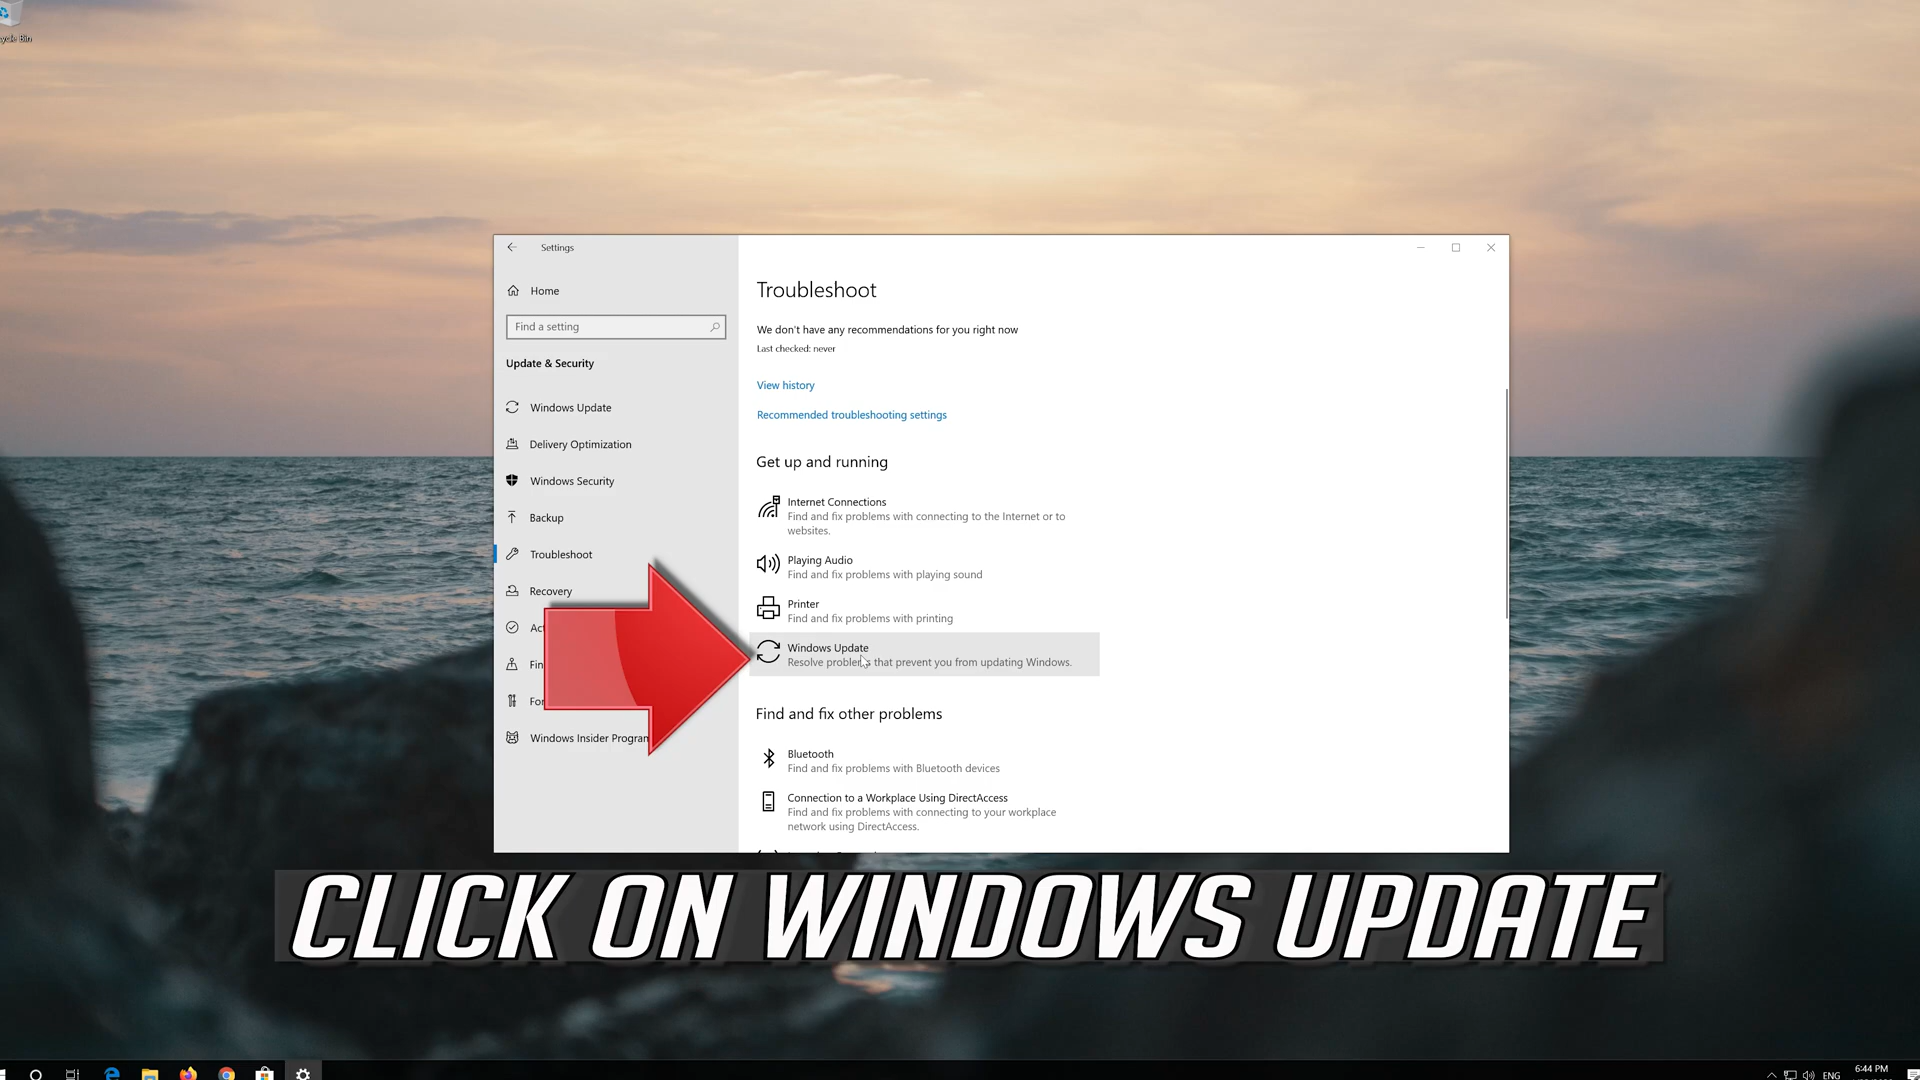 Settings
Home
Find a setting
Update & Security
Windows Update
Delivery Optimization
Windows Security
Backup
Troubleshoot
Recovery
Windows Insider Program
Troubleshoot
We don't have any recommendations for you right now
Last checked: never
View history
Recommended troubleshooting settings
Get up and running
Internet Connections
Find and fix problems with connecting to the Internet or to
websites.
Playing Audio
Find and fix problems with playing sound
Printer
Find and fix problems with printing
Windows Update
Resolve problems that prevent you from updating Windows.
Find and fix other problems
Bluetooth
Find and fix problems with Bluetooth devices
Connection to a Workplace Using DirectAccess
Find and fix problems with connecting to your workplace
network using DirectAccess.
CLICK ON WINDOWS UPDATE
ENG
6:44 PM